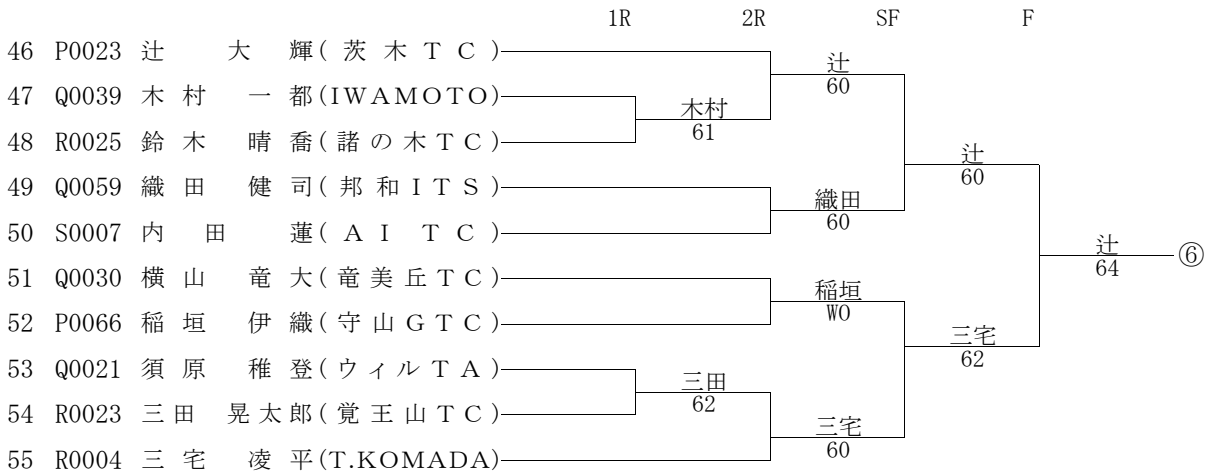 1R 2R SF F
46 P0023 辻 大 輝(茨木TC)
辻
60
47 Q0039 木村 一都(IWAMOTO)
木村
61
48 R0025 鈴木 晴喬(諸の木TC)
辻
60
49 Q0059 織田 健司(邦和ITS)
織田
60
50 S0007 内田 蓮(AI TC)
辻
64
⑥
51 Q0030 横山 竜大(竜美丘TC)
稲垣
WO
52 P0066 稲垣 伊織(守山GTC)
三宅
62
53 Q0021 須原 稚登(ウィルTA)
三田
62
54 R0023 三田 晃太郎(覚王山TC)
三宅
60
55 R0004 三宅 凌平(T.KOMADA)